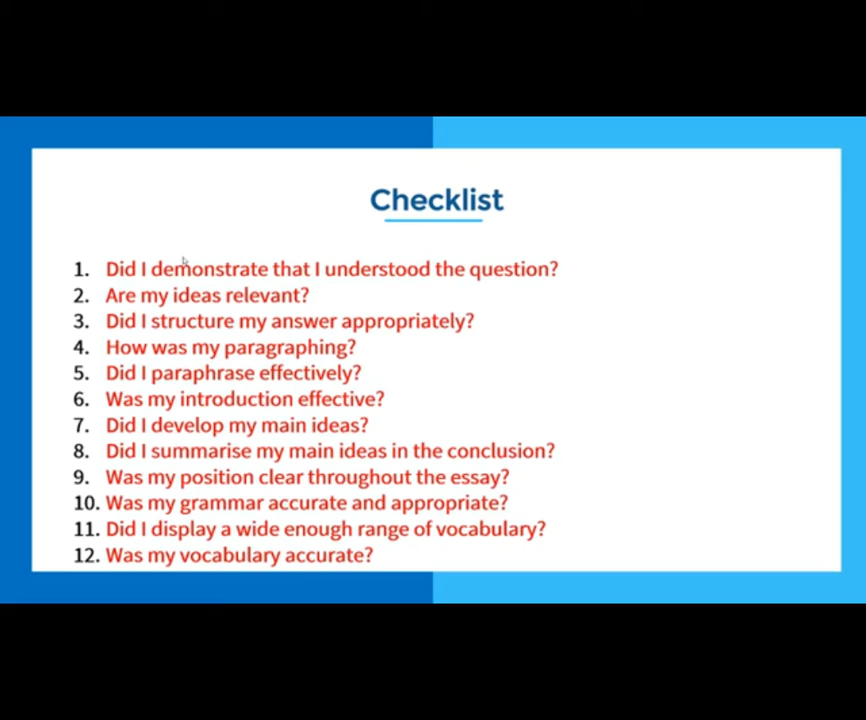 Checklist
1. Did I demonstrate that I understood the question?
2. Are my ideas relevant?
3. Did I structure my answer appropriately?
4. How was my paragraphing?
5. Did I paraphrase effectively?
6. Was my introduction effective?
7. Did I develop my main ideas?
8. Did I summarise my main ideas in the conclusion?
9. Was my position clear throughout the essay?
10. Was my grammar accurate and appropriate?
11. Did I display a wide enough range of vocabulary?
12. Was my vocabulary accurate?